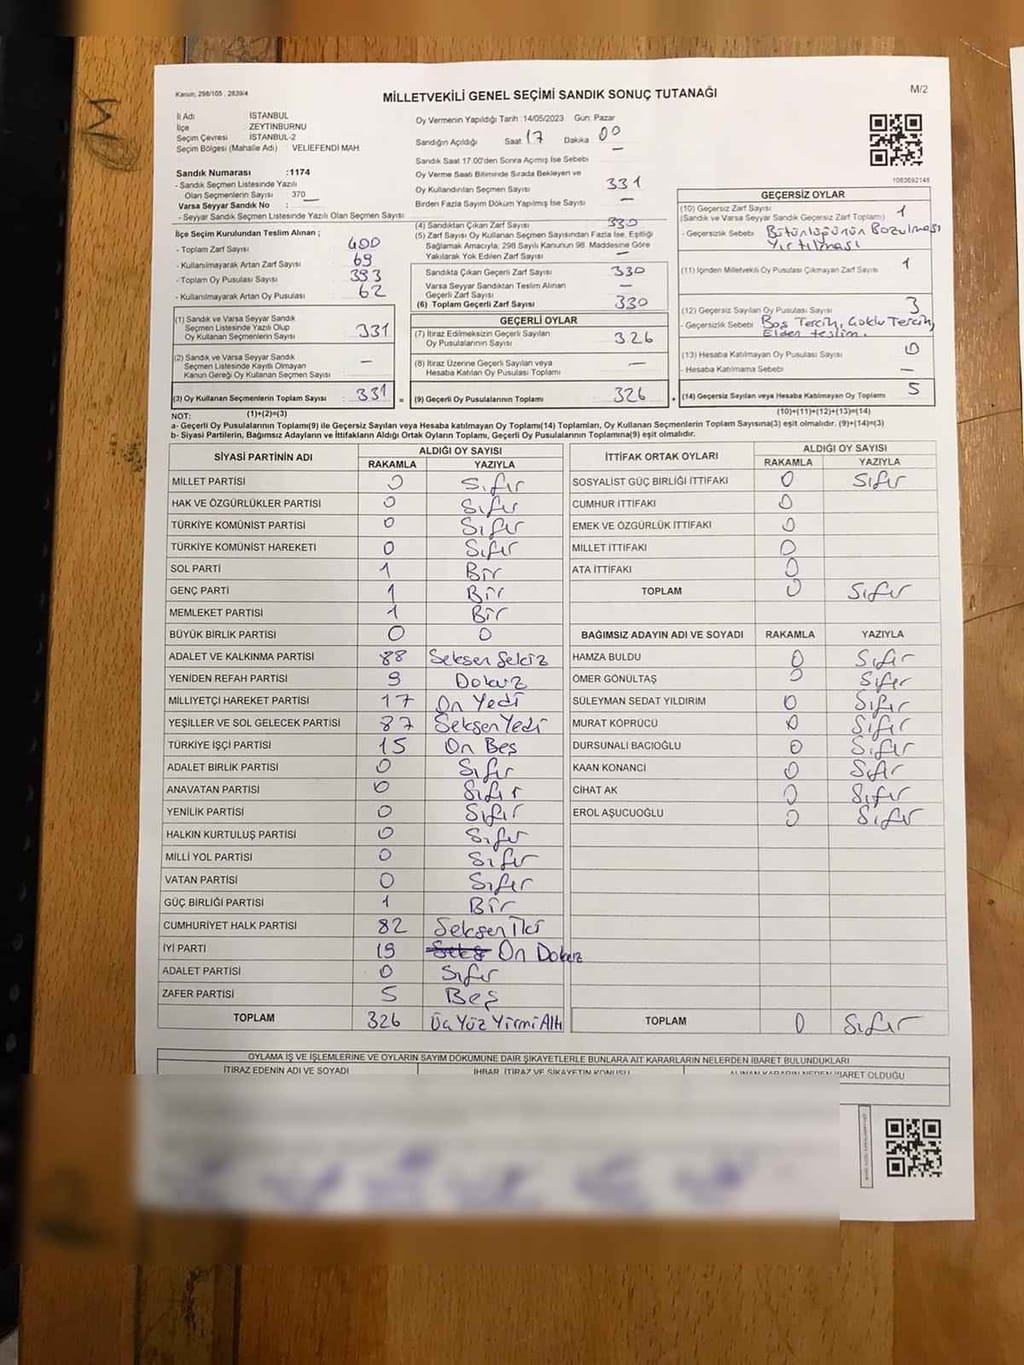 Kanun, 298/105 , 2839/4
MİLLETVEKİLİ GENEL SEÇİMİ SANDIK SONUÇ TUTANAĞI
M/2
İl Adı İSTANBUL
İlçe ZEYTİNBURNU
Seçim Çevresi İSTANBUL-2
Seçim Bölgesi (Mahalle Adı) VELİEFENDİ MAH.
Sandık Numarası :1174
- Sandık Seçmen Listesinde Yazılı
Olan Seçmenlerin Sayısı 370
Varsa Seyyar Sandık No : —
- Seyyar Sandık Seçmen Listesinde Yazılı Olan Seçmen Sayısı
İlçe Seçim Kurulundan Teslim Alınan ;
- Toplam Zarf Sayısı 400
- Kullanılmayarak Artan Zarf Sayısı 69
- Toplam Oy Pusulası Sayısı 393
- Kullanılmayarak Artan Oy Pusulası 62
(1) Sandık ve Varsa Seyyar Sandık
Seçmen Listesinde Yazılı Olup
Oy Kullanan Seçmenlerin Sayısı 331
(2) Sandık ve Varsa Seyyar Sandık
Seçmen Listesinde Kayıtlı Olmayan
Kanun Gereği Oy Kullanan Seçmen Sayısı —
(3) Oy Kullanan Seçmenlerin Toplam Sayısı 331 =
(1)+(2)=(3)
Oy Vermenin Yapıldığı Tarih :14/05/2023 Gün: Pazar
Sandığın Açıldığı Saat 17 Dakika 00
Sandık Saat 17:00'den Sonra Açımış İse Sebebi —
Oy Verme Saati Bitiminde Sırada Bekleyen ve
Oy Kullandırılan Seçmen Sayısı 331
Birden Fazla Sayım Döküm Yapılmış İse Sayısı —
(4) Sandıktan Çıkan Zarf Sayısı 330
(5) Zarf Sayısı Oy Kullanan Seçmen Sayısından Fazla İse, Eşitliği
Sağlamak Amacıyla; 298 Sayılı Kanunun 98. Maddesine Göre
Yakılarak Yok Edilen Zarf Sayısı —
Sandıkta Çıkan Geçerli Zarf Sayısı 330
Varsa Seyyar Sandıktan Teslim Alınan
Geçerli Zarf Sayısı —
(6) Toplam Geçerli Zarf Sayısı 330
GEÇERLİ OYLAR
(7) İtiraz Edilmeksizin Geçerli Sayılan
Oy Pusulalarının Sayısı 326
(8) İtiraz Üzerine Geçerli Sayılan veya
Hesaba Katılan Oy Pusulası Toplamı —
(9) Geçerli Oy Pusulalarının Toplamı 326 +
1083692148
GEÇERSİZ OYLAR
(10) Geçersiz Zarf Sayısı 1
(Sandık ve Varsa Seyyar Sandık Geçersiz Zarf Toplamı)
- Geçersizlik Sebebi Bütünlüğünün Bozulması
Yırtılması
(11) İçinden Milletvekili Oy Pusulası Çıkmayan Zarf Sayısı 1
(12) Geçersiz Sayılan Oy Pusulası Sayısı 3
- Geçersizlik Sebebi Boş Tercih, Çoklu Tercih,
Elden teslim.
(13) Hesaba Katılmayan Oy Pusulası Sayısı 0
- Hesaba Katılmama Sebebi —
(14) Geçersiz Sayılan veya Hesaba Katılmayan Oy Toplamı 5
(10)+(11)+(12)+(13)=(14)
NOT:
a- Geçerli Oy Pusulalarının Toplamı(9) ile Geçersiz Sayılan veya Hesaba katılmayan Oy Toplamı(14) Toplamları, Oy Kullanan Seçmenlerin Toplam Sayısına(3) eşit olmalıdır. (9)+(14)=(3)
b- Siyasi Partilerin, Bağımsız Adayların ve İttifakların Aldığı Ortak Oyların Toplamı, Geçerli Oy Pusulalarının Toplamına(9) eşit olmalıdır.
SİYASİ PARTİNİN ADI ALDIĞI OY SAYISI
RAKAMLA YAZIYLA
MİLLET PARTİSİ 0 Sıfır
HAK VE ÖZGÜRLÜKLER PARTİSİ 0 Sıfır
TÜRKİYE KOMÜNİST PARTİSİ 0 Sıfır
TÜRKİYE KOMÜNİST HAREKETİ 0 Sıfır
SOL PARTİ 1 Bir
GENÇ PARTİ 1 Bir
MEMLEKET PARTİSİ 1 Bir
BÜYÜK BİRLİK PARTİSİ 0 0
ADALET VE KALKINMA PARTİSİ 88 Seksen Sekiz
YENİDEN REFAH PARTİSİ 9 Dokuz
MİLLİYETÇİ HAREKET PARTİSİ 17 On Yedi
YEŞİLLER VE SOL GELECEK PARTİSİ 87 Seksen Yedi
TÜRKİYE İŞÇİ PARTİSİ 15 On Beş
ADALET BİRLİK PARTİSİ 0 Sıfır
ANAVATAN PARTİSİ 0 Sıfır
YENİLİK PARTİSİ 0 Sıfır
HALKIN KURTULUŞ PARTİSİ 0 Sıfır
MİLLİ YOL PARTİSİ 0 Sıfır
VATAN PARTİSİ 0 Sıfır
GÜÇ BİRLİĞİ PARTİSİ 1 Bir
CUMHURİYET HALK PARTİSİ 82 Seksen İki
İYİ PARTİ 19 On Dokuz
ADALET PARTİSİ 0 Sıfır
ZAFER PARTİSİ 5 Beş
TOPLAM 326 Üç Yüz Yirmi Altı
İTTİFAK ORTAK OYLARI ALDIĞI OY SAYISI
RAKAMLA YAZIYLA
SOSYALİST GÜÇ BİRLİĞİ İTTİFAKI 0 Sıfır
CUMHUR İTTİFAKI 0
EMEK VE ÖZGÜRLÜK İTTİFAKI 0
MİLLET İTTİFAKI 0
ATA İTTİFAKI 0
TOPLAM 0 Sıfır
BAĞIMSIZ ADAYIN ADI VE SOYADI RAKAMLA YAZIYLA
HAMZA BULDU 0 Sıfır
ÖMER GÖNÜLTAŞ 0 Sıfır
SÜLEYMAN SEDAT YILDIRIM 0 Sıfır
MURAT KÖPRÜCÜ 0 Sıfır
DURSUNALİ BACIOĞLU 0 Sıfır
KAAN KONANCİ 0 Sıfır
CİHAT AK 0 Sıfır
EROL AŞUCUOĞLU 0 Sıfır
TOPLAM 0 Sıfır
OYLAMA İŞ VE İŞLEMLERİNE VE OYLARIN SAYIM DÖKÜMÜNE DAİR ŞİKAYETLERLE BUNLARA AİT KARARLARIN NELERDEN İBARET BULUNDUKLARI
İTİRAZ EDENİN ADI VE SOYADI İHBAR, İTİRAZ VE ŞİKAYETİN KONUSU ALINAN KARARIN NEDEN İBARET OLDUĞU